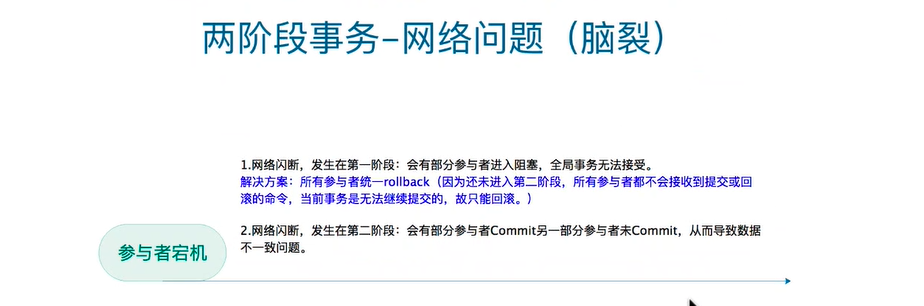 两阶段事务-网络问题（脑裂）
1.网络闪断，发生在第一阶段：会有部分参与者进入阻塞，全局事务无法接受。
解决方案：所有参与者统一rollback（因为还未进入第二阶段，所有参与者都不会接收到提交或回
滚的命令，当前事务是无法继续提交的，故只能回滚。）
2.网络闪断，发生在第二阶段：会有部分参与者Commit另一部分参与者未Commit，从而导致数据
不一致问题。
参与者宕机